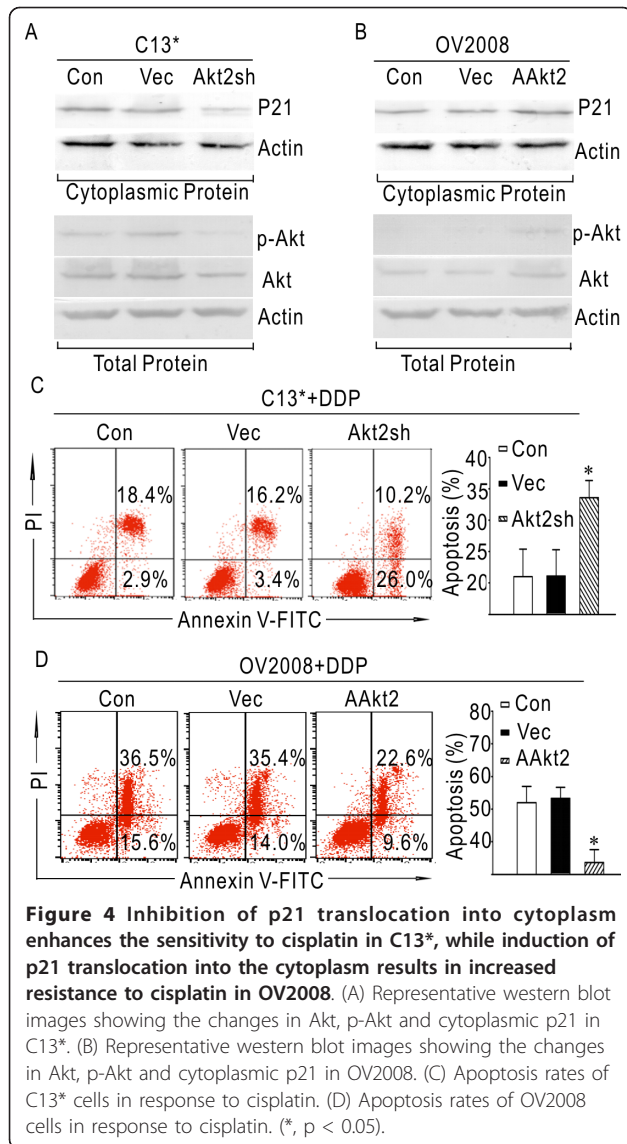 A
C13*
Con Vec Akt2sh
P21
Actin
Cytoplasmic Protein
p-Akt
Akt
Actin
Total Protein
B
OV2008
Con Vec AAkt2
P21
Actin
Cytoplasmic Protein
p-Akt
Akt
Actin
Total Protein
C
C13*+DDP
Con Vec Akt2sh
18.4% 16.2% 10.2%
2.9% 3.4% 26.0%
PI
Annexin V-FITC
Con
Vec
Akt2sh
Apoptosis (%)
40
35
30
25
20
*
D
OV2008+DDP
Con Vec AAkt2
36.5% 35.4% 22.6%
15.6% 14.0% 9.6%
PI
Annexin V-FITC
Con
Vec
AAkt2
Apoptosis (%)
80
70
60
50
40
*
Figure 4 Inhibition of p21 translocation into cytoplasm
enhances the sensitivity to cisplatin in C13*, while induction of
p21 translocation into the cytoplasm results in increased
resistance to cisplatin in OV2008. (A) Representative western blot
images showing the changes in Akt, p-Akt and cytoplasmic p21 in
C13*. (B) Representative western blot images showing the changes
in Akt, p-Akt and cytoplasmic p21 in OV2008. (C) Apoptosis rates of
C13* cells in response to cisplatin. (D) Apoptosis rates of OV2008
cells in response to cisplatin. (*, p < 0.05).